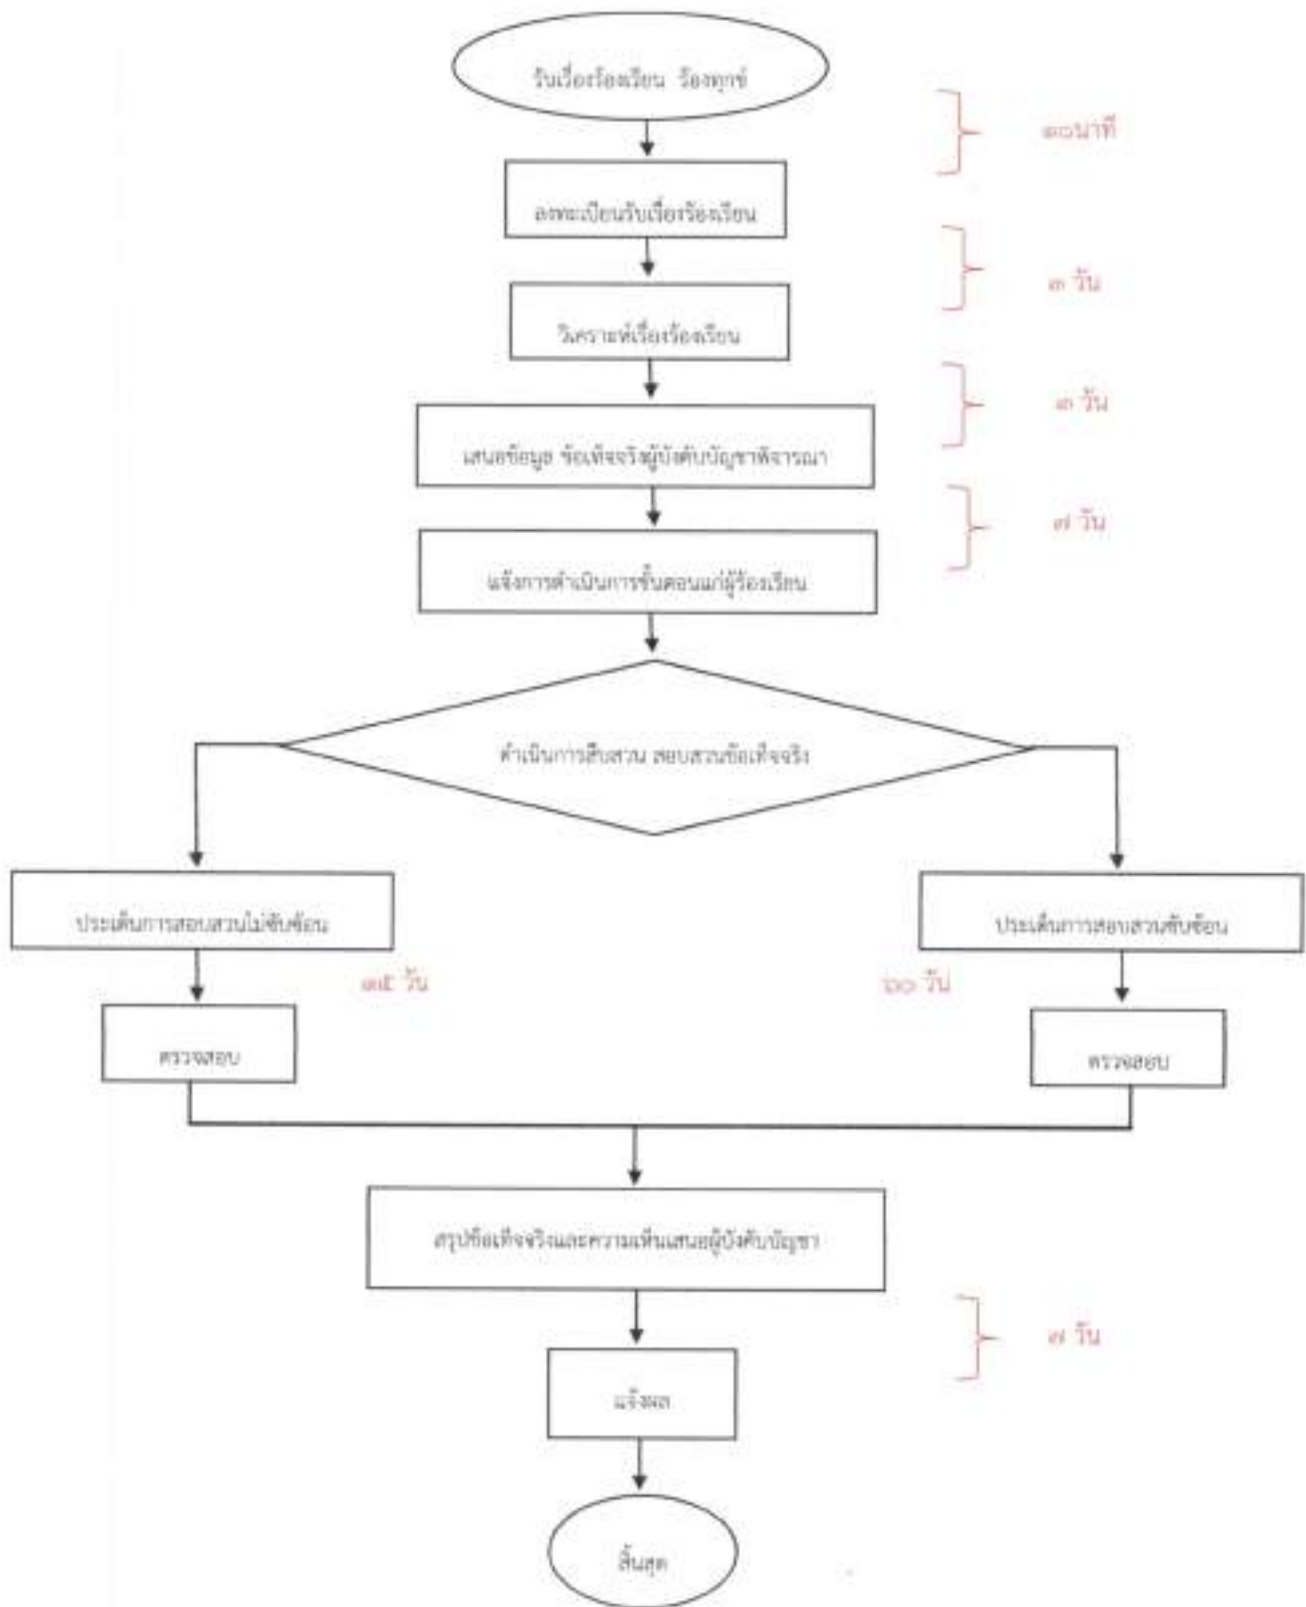 รับเรื่องร้องเรียน ร้องทุกข์
๑๐นาที
ลงทะเบียนรับเรื่องร้องเรียน
๓ วัน
วิเคราะห์เรื่องร้องเรียน
๓ วัน
เสนอข้อมูล ข้อเท็จจริงผู้บังคับบัญชาพิจารณา
๗ วัน
แจ้งการดำเนินการขั้นตอนแก่ผู้ร้องเรียน
ดำเนินการสืบสวน สอบสวนข้อเท็จจริง
ประเด็นการสอบสวนไม่ซับซ้อน
ประเด็นการสอบสวนซับซ้อน
๑๕ วัน
๖๐ วัน
ตรวจสอบ
ตรวจสอบ
สรุปข้อเท็จจริงและความเห็นเสนอผู้บังคับบัญชา
๗ วัน
แจ้งผล
สิ้นสุด